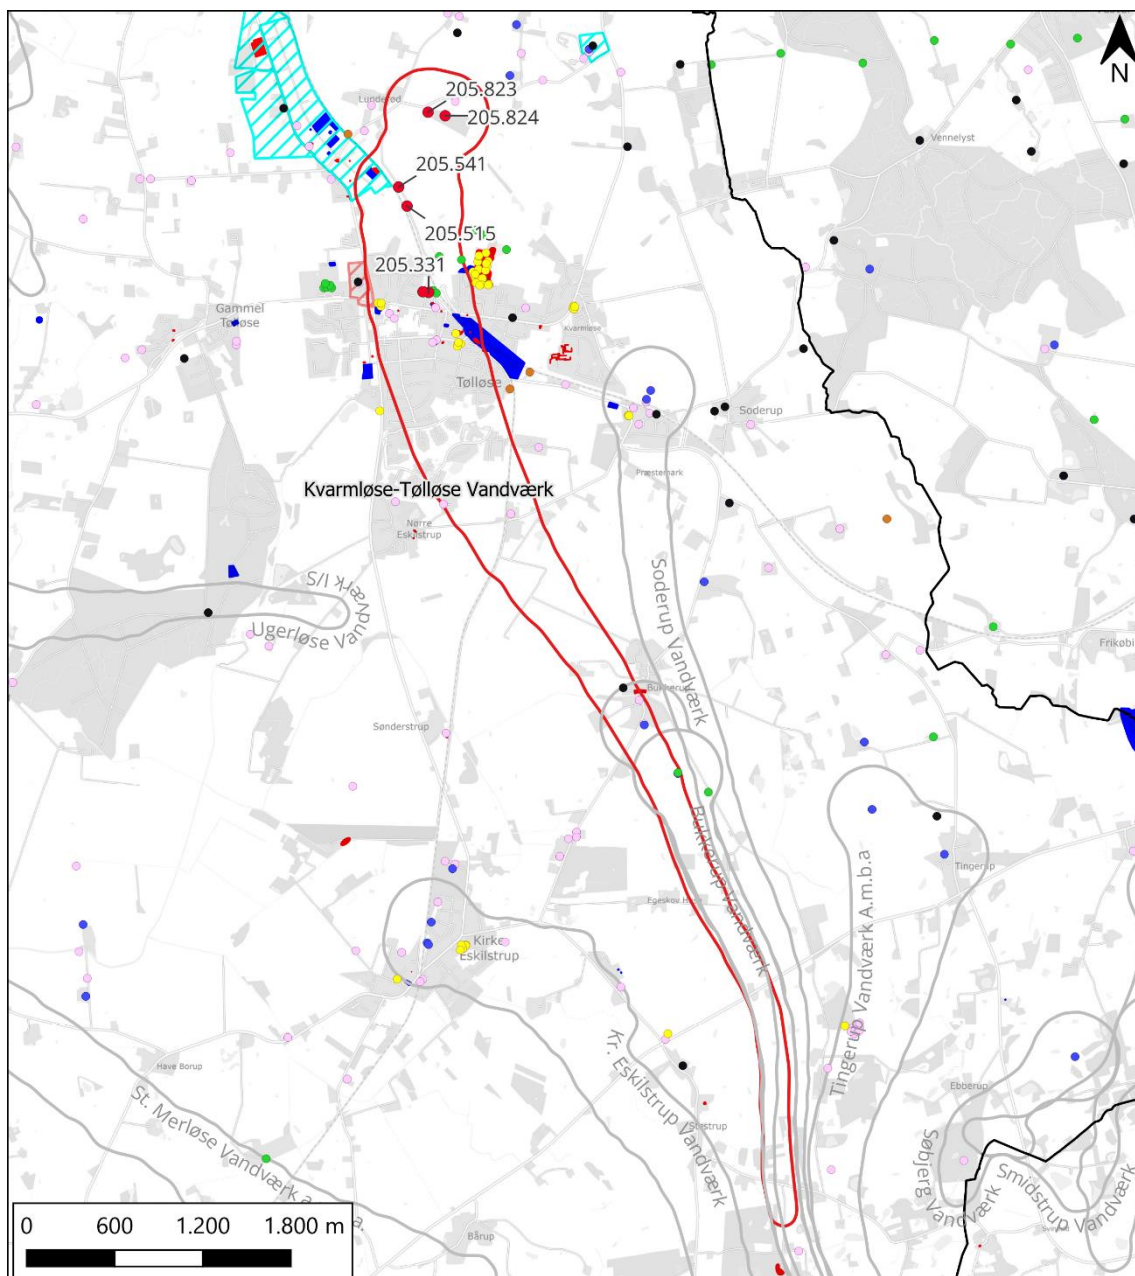 N
Lunderød
205.823
205.824
Vennelyst
205.541
205.515
205.331
Gammel
Tølløse
Kvarmløse
Tølløse
Soderup
Præstemark
Kvarmløse-Tølløse Vandværk
Nørre
Eskilstrup
Soderup Vandværk
Ugerløse Vandværk I/S
Frikøbi
Bukkerup
Sønderstrup
Bukkerup Vandværk
Tingerup
Tingerup Vandværk A.m.b.a
Kirke
Eskilstrup
Kr. Eskilstrup Vandværk
Have Borup
Ebberup
St. Merløse Vandværk a.
Søbjerg Vandværk
Smidstrup Vandværk
Bårup
0 600 1.200 1.800 m